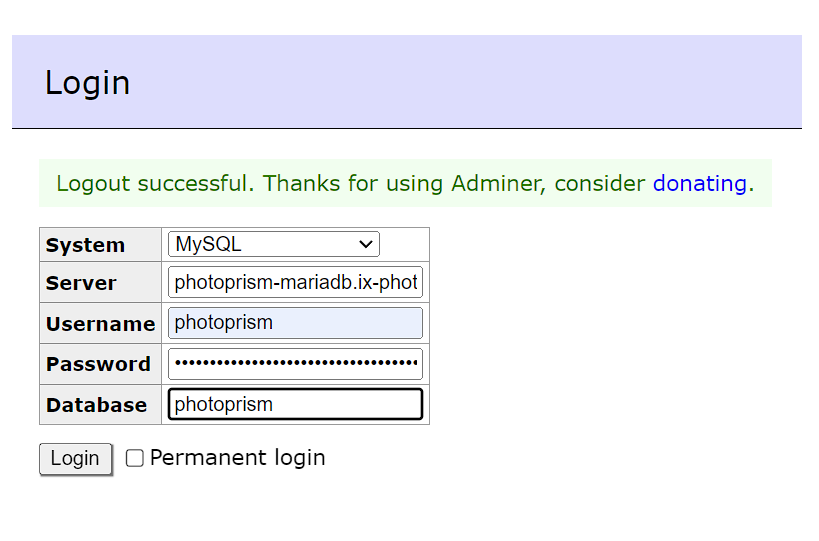 Login
Logout successful. Thanks for using Adminer, consider donating.
System MySQL
Server photoprism-mariadb.ix-phot
Username photoprism
Password ••••••••••••••••••••••••••••••••••••
Database photoprism
Login Permanent login